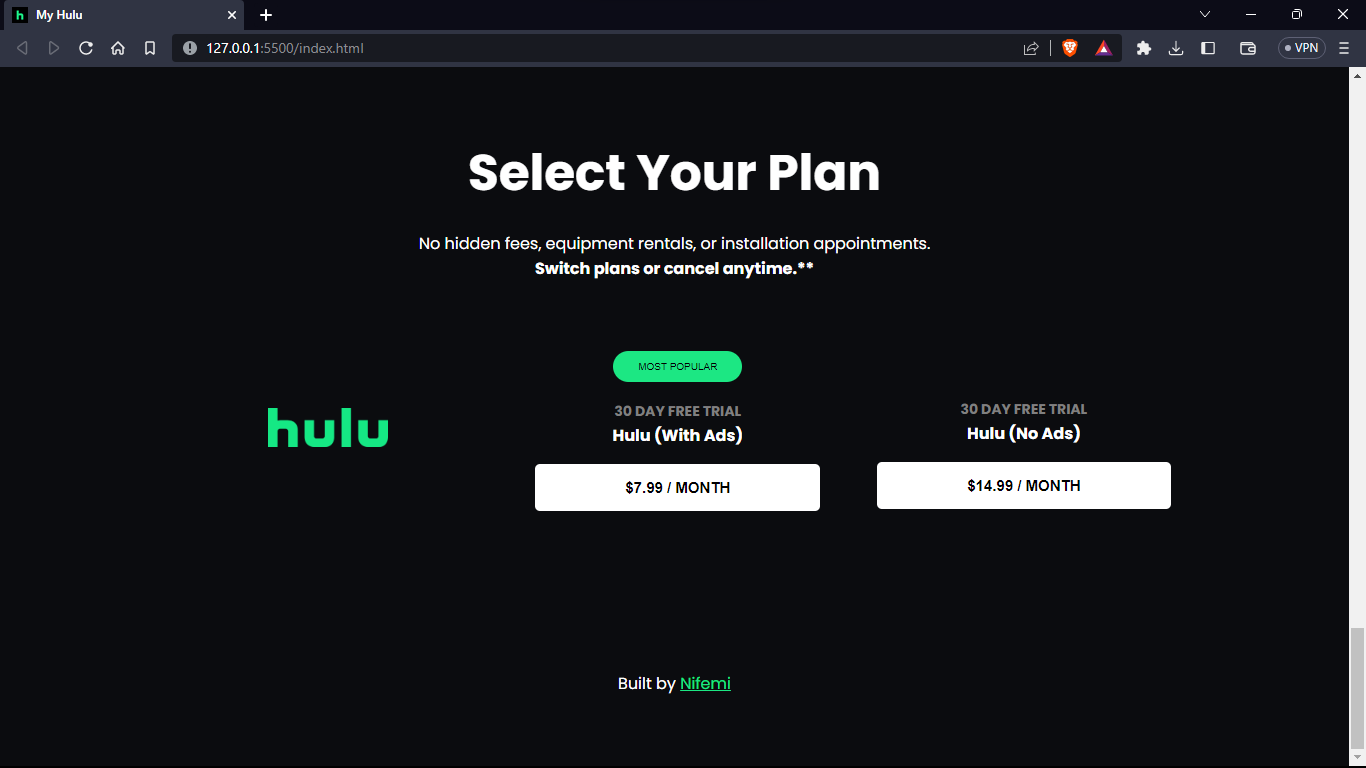 h My Hulu
127.0.0.1:5500/index.html
VPN
Select Your Plan
No hidden fees, equipment rentals, or installation appointments.
Switch plans or cancel anytime.**
hulu
MOST POPULAR
30 DAY FREE TRIAL
Hulu (With Ads)
$7.99 / MONTH
30 DAY FREE TRIAL
Hulu (No Ads)
$14.99 / MONTH
Built by Nifemi